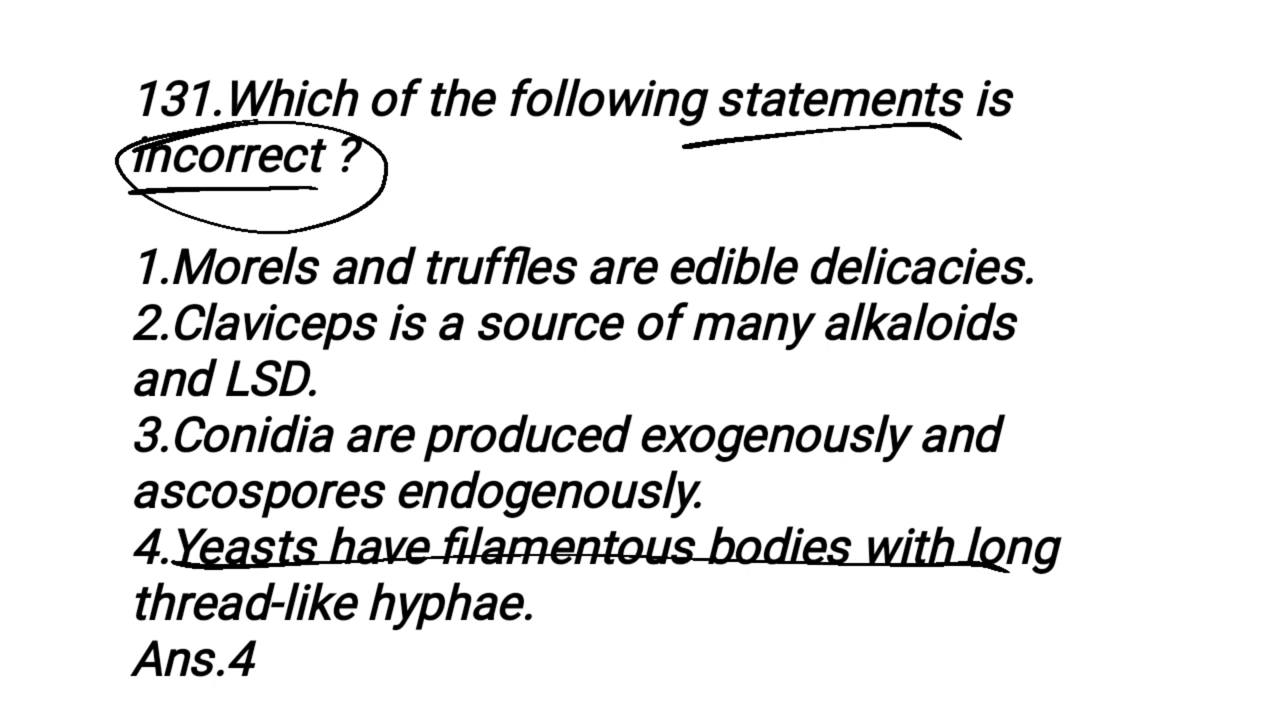 131.Which of the following statements is
incorrect ?
1.Morels and truffles are edible delicacies.
2.Claviceps is a source of many alkaloids
and LSD.
3.Conidia are produced exogenously and
ascospores endogenously.
4.Yeasts have filamentous bodies with long
thread-like hyphae.
Ans.4